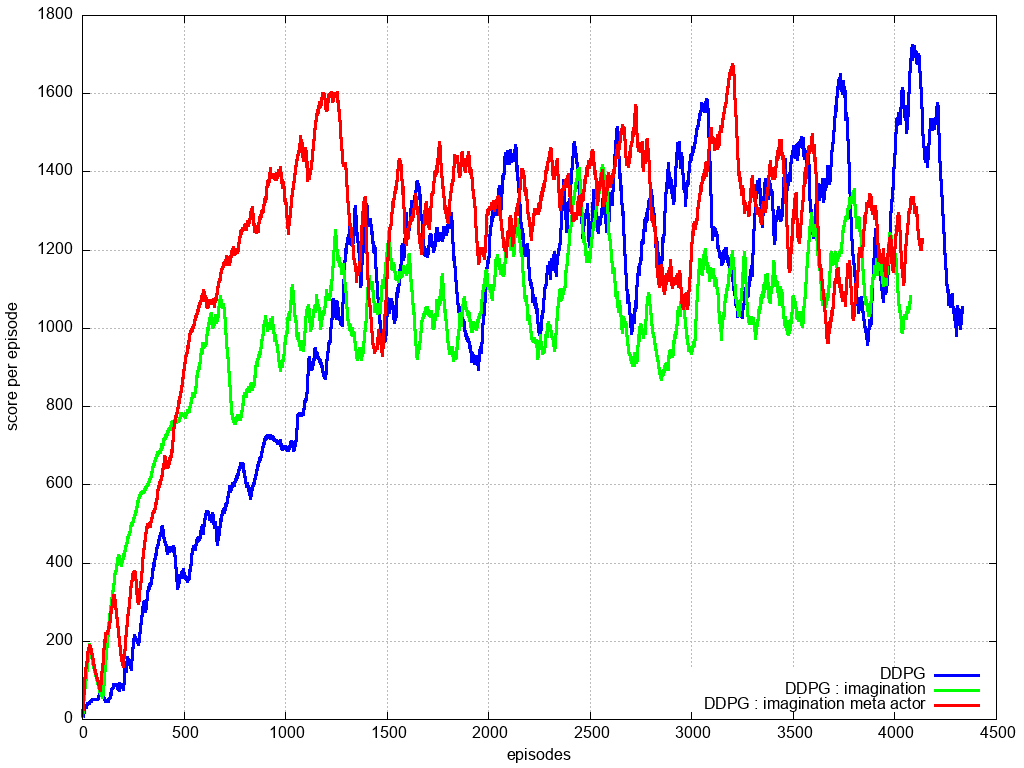 1800
1600
1400
1200
1000
800
600
400
200
0
score per episode
DDPG
DDPG : imagination
DDPG : imagination meta actor
0 500 1000 1500 2000 2500 3000 3500 4000 4500
episodes